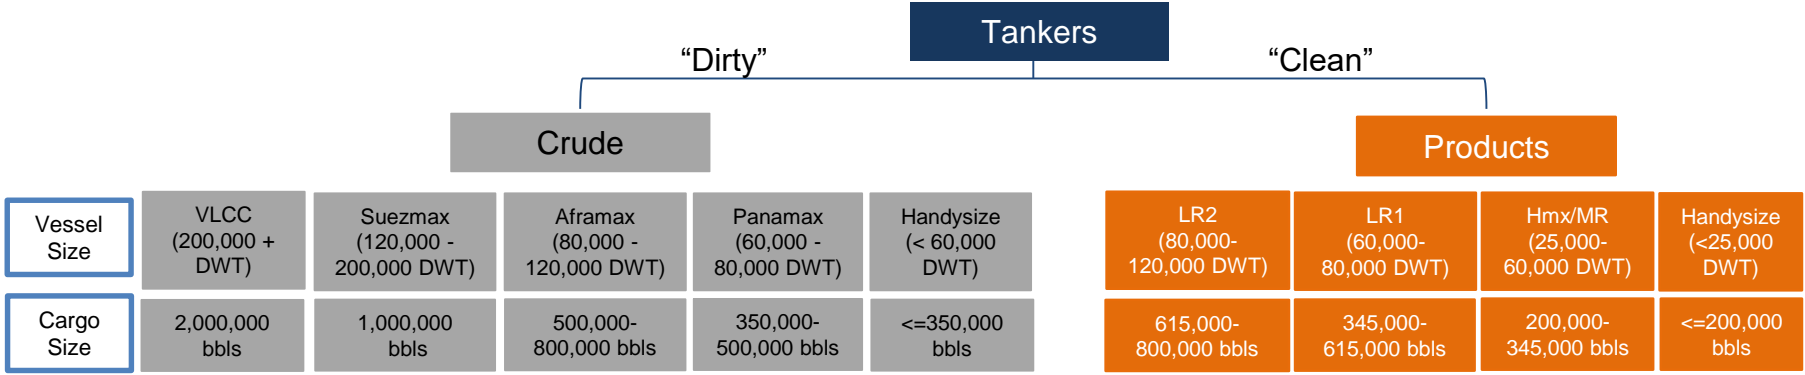 Tankers
“Dirty”
“Clean”
Crude
Products
Vessel
Size
VLCC
(200,000 +
DWT)
Suezmax
(120,000 -
200,000 DWT)
Aframax
(80,000 -
120,000 DWT)
Panamax
(60,000 -
80,000 DWT)
Handysize
(< 60,000
DWT)
LR2
(80,000-
120,000 DWT)
LR1
(60,000-
80,000 DWT)
Hmx/MR
(25,000-
60,000 DWT)
Handysize
(<25,000
DWT)
Cargo
Size
2,000,000
bbls
1,000,000
bbls
500,000-
800,000 bbls
350,000-
500,000 bbls
<=350,000
bbls
615,000-
800,000 bbls
345,000-
615,000 bbls
200,000-
345,000 bbls
<=200,000
bbls